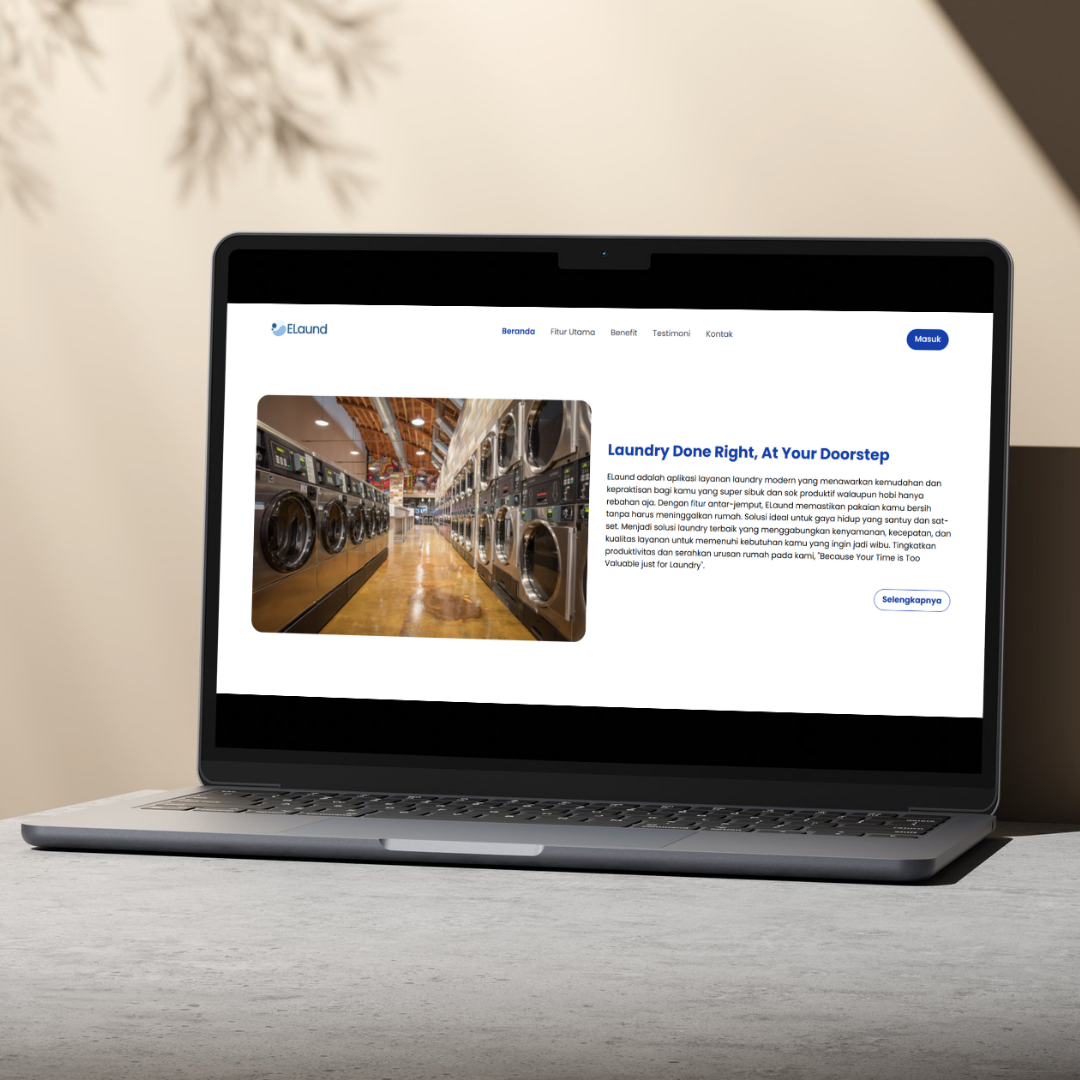 ELaund
Beranda Fitur Utama Benefit Testimoni Kontak
Masuk
Laundry Done Right, At Your Doorstep
ELaund adalah aplikasi layanan laundry modern yang menawarkan kemudahan dan
kepraktisan bagi kamu yang super sibuk dan sok produktif walaupun hobi hanya
rebahan aja. Dengan fitur antar-jemput, ELaund memastikan pakaian kamu bersih
tanpa harus meninggalkan rumah. Solusi ideal untuk gaya hidup yang santuy dan sat-
set. Menjadi solusi laundry terbaik yang menggabungkan kenyamanan, kecepatan, dan
kualitas layanan untuk memenuhi kebutuhan kamu yang ingin jadi wibu. Tingkatkan
produktivitas dan serahkan urusan rumah pada kami, "Because Your Time is Too
Valuable just for Laundry".
Selengkapnya